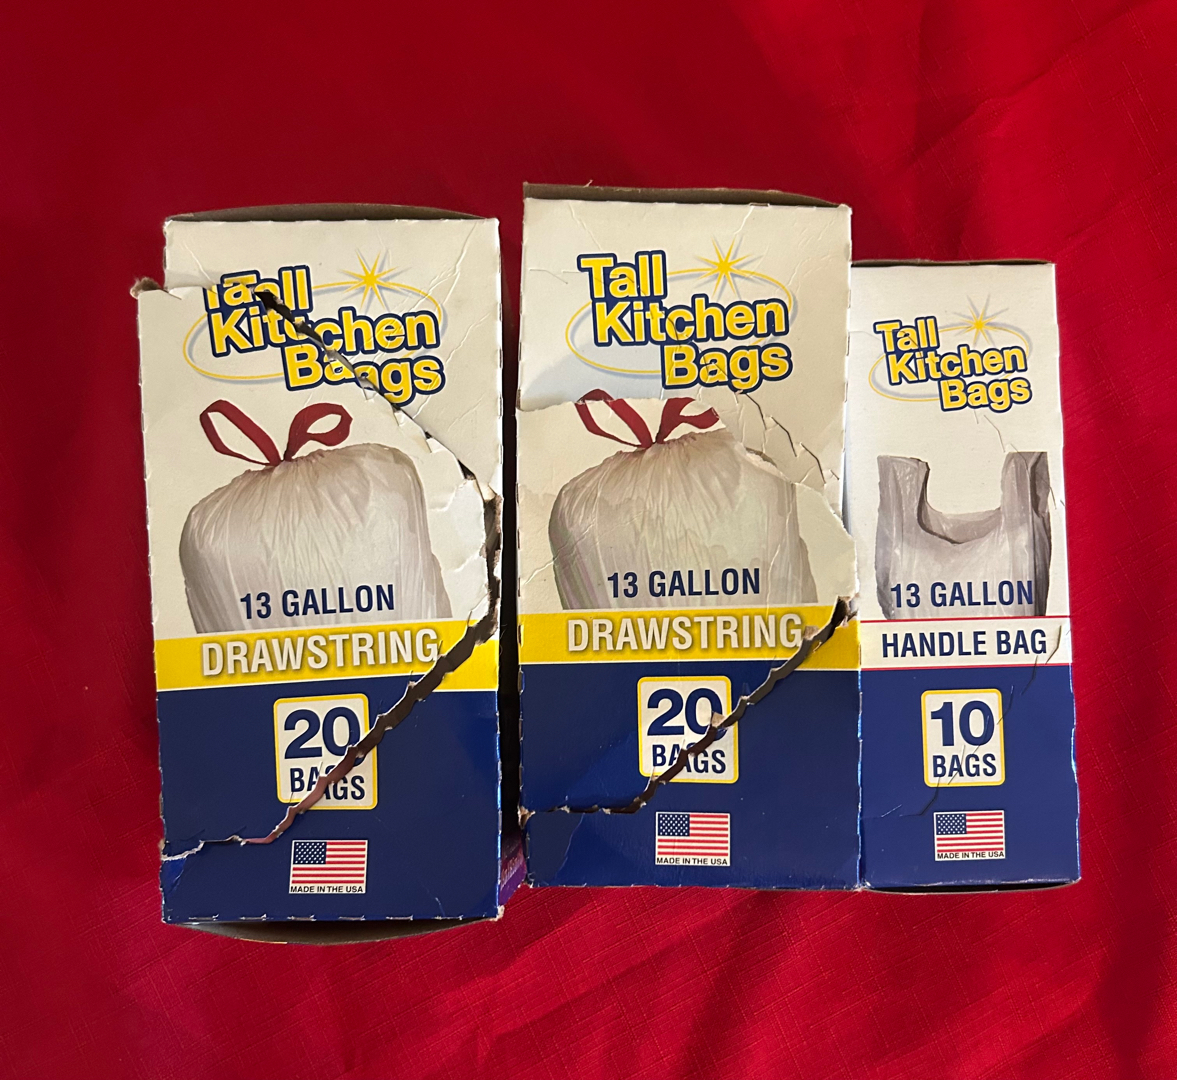 Tall
Kitchen
Bags
13 GALLON
DRAWSTRING
20
BAGS
MADE IN THE USA
Tall
Kitchen
Bags
13 GALLON
DRAWSTRING
20
BAGS
MADE IN THE USA
Tall
Kitchen
Bags
13 GALLON
HANDLE BAG
10
BAGS
MADE IN THE USA